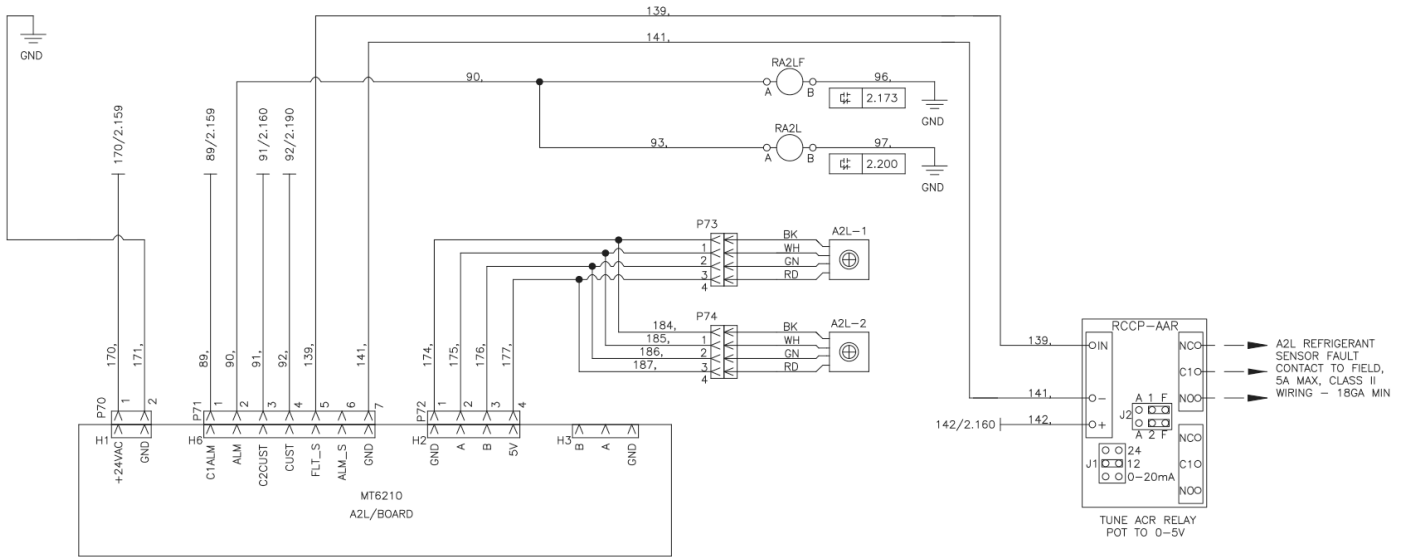 139,
141,
GND
90,
RA2LF
A
B
96,
2.173
GND
RA2L
93,
A
B
97,
2.200
GND
170/2.159
89/2.159
91/2.160
92/2.190
P73
1
2
3
4
BK
WH
GN
RD
A2L-1
P74
184,
185,
186,
187,
1
2
3
4
BK
WH
GN
RD
A2L-2
170,
171,
89,
90,
91,
92,
139,
141,
174,
175,
176,
177,
P70
1
2
P71
1
2
3
4
5
6
7
P72
1
2
3
4
H1
H6
H2
H3
+24VAC
GND
C1ALM
ALM
C2CUST
CUST
FLT_S
ALM_S
GND
GND
A
B
5V
B
A
GND
MT6210
A2L/BOARD
RCCP-AAR
139,
IN
141,
-
142/2.160
142,
+
NC
C1
NO
A2L REFRIGERANT
SENSOR FAULT
CONTACT TO FIELD,
5A MAX, CLASS II
WIRING - 18GA MIN
A 1 F
J2
A 2 F
NC
C1
NO
24
J1
12
0-20mA
TUNE ACR RELAY
POT TO 0-5V